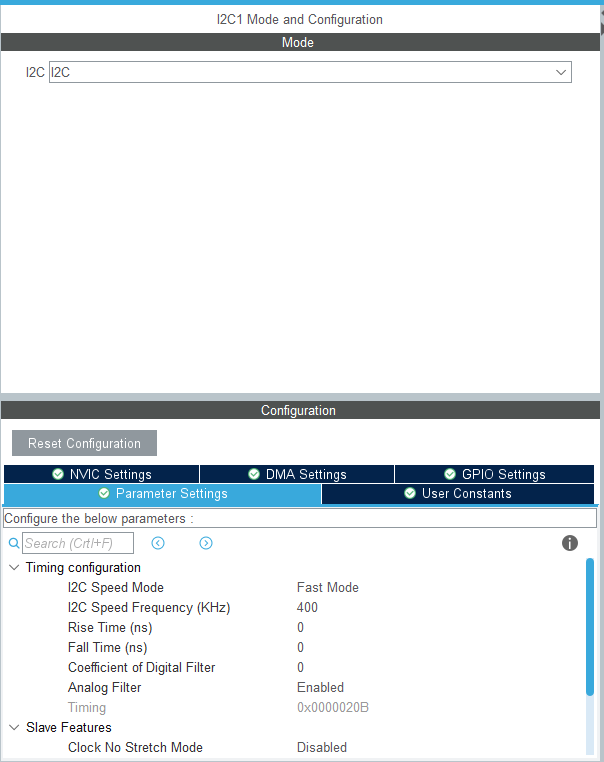 I2C1 Mode and Configuration
Mode
I2C I2C
Configuration
Reset Configuration
NVIC Settings DMA Settings GPIO Settings
Parameter Settings User Constants
Configure the below parameters :
Search (Crtl+F)
Timing configuration
I2C Speed Mode Fast Mode
I2C Speed Frequency (KHz) 400
Rise Time (ns) 0
Fall Time (ns) 0
Coefficient of Digital Filter 0
Analog Filter Enabled
Timing 0x0000020B
Slave Features
Clock No Stretch Mode Disabled